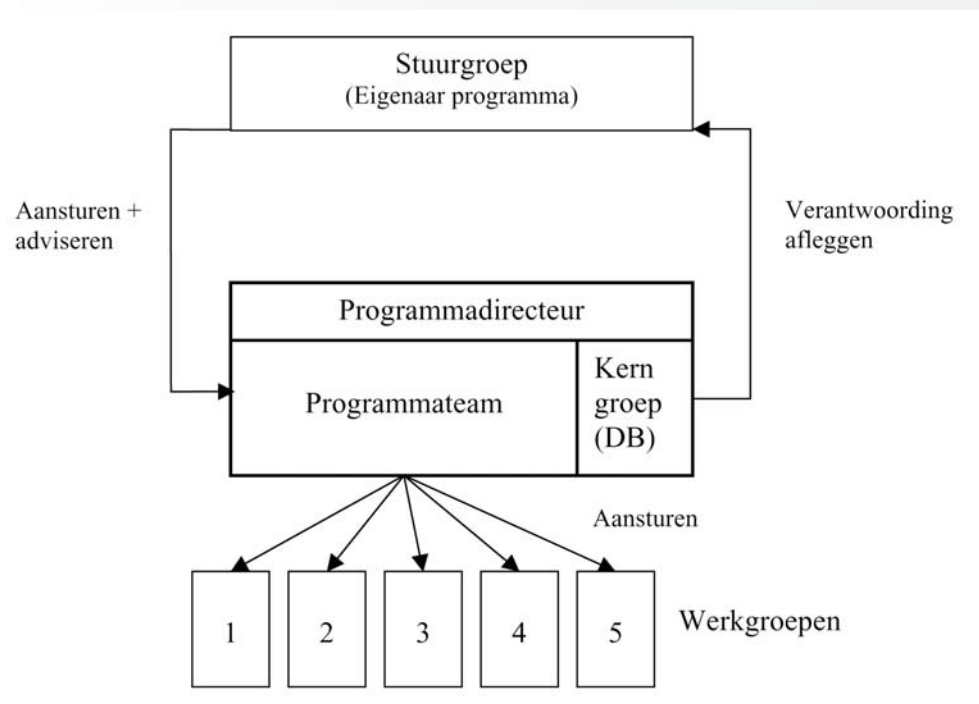 Stuurgroep
(Eigenaar programma)
Aansturen +
adviseren
Verantwoording
afleggen
Programmadirecteur
Programmateam
Kern
groep
(DB)
Aansturen
1
2
3
4
5
Werkgroepen